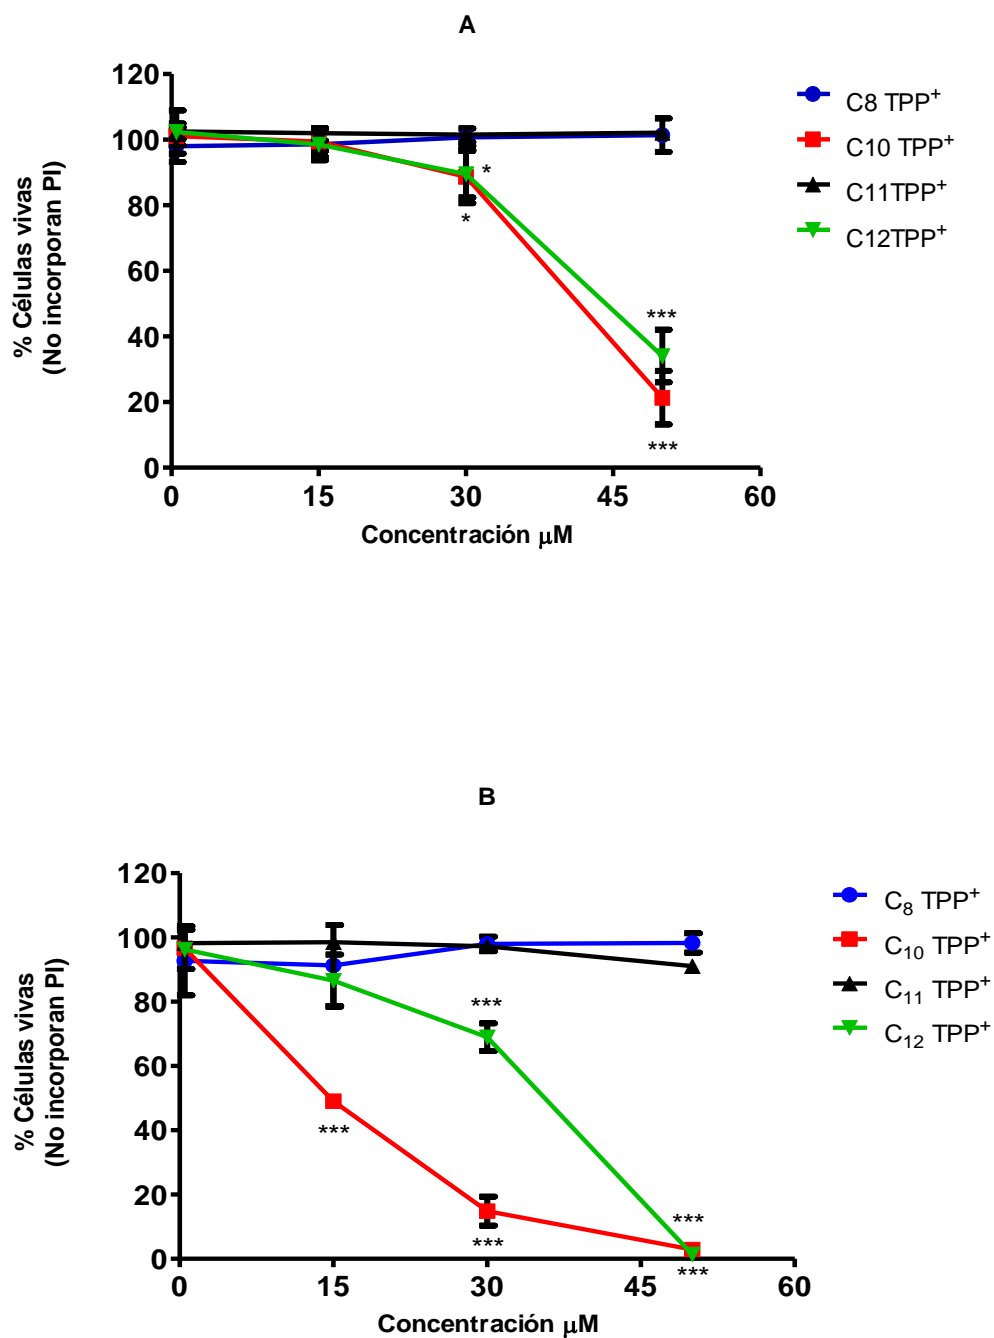 A
120
100
80
60
40
20
0
% Células vivas
(No incorporan PI)
*
*
***
***
0 15 30 45 60
Concentración μM
C8 TPP+
C10 TPP+
C11TPP+
C12TPP+
B
120
100
80
60
40
20
0
% Células vivas
(No incorporan PI)
***
***
***
***
***
0 15 30 45 60
Concentración μM
C8 TPP+
C10 TPP+
C11 TPP+
C12 TPP+